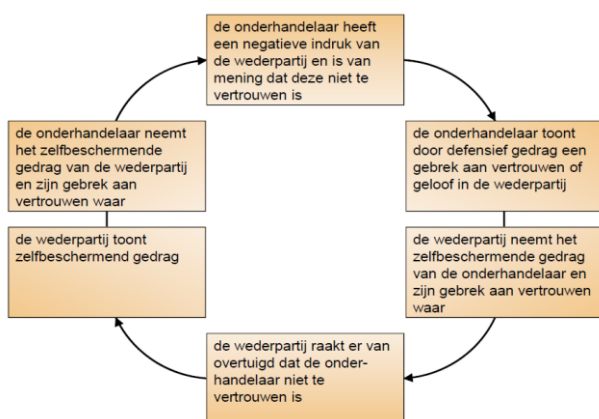 de onderhandelaar heeft
een negatieve indruk van
de wederpartij en is van
mening dat deze niet te
vertrouwen is
de onderhandelaar toont
door defensief gedrag een
gebrek aan vertrouwen of
geloof in de wederpartij
de wederpartij neemt het
zelfbeschermende gedrag
van de onderhandelaar en
zijn gebrek aan vertrouwen
waar
de wederpartij raakt er van
overtuigd dat de onder-
handelaar niet te
vertrouwen is
de wederpartij toont
zelfbeschermend gedrag
de onderhandelaar neemt
het zelfbeschermende
gedrag van de wederpartij
en zijn gebrek aan
vertrouwen waar